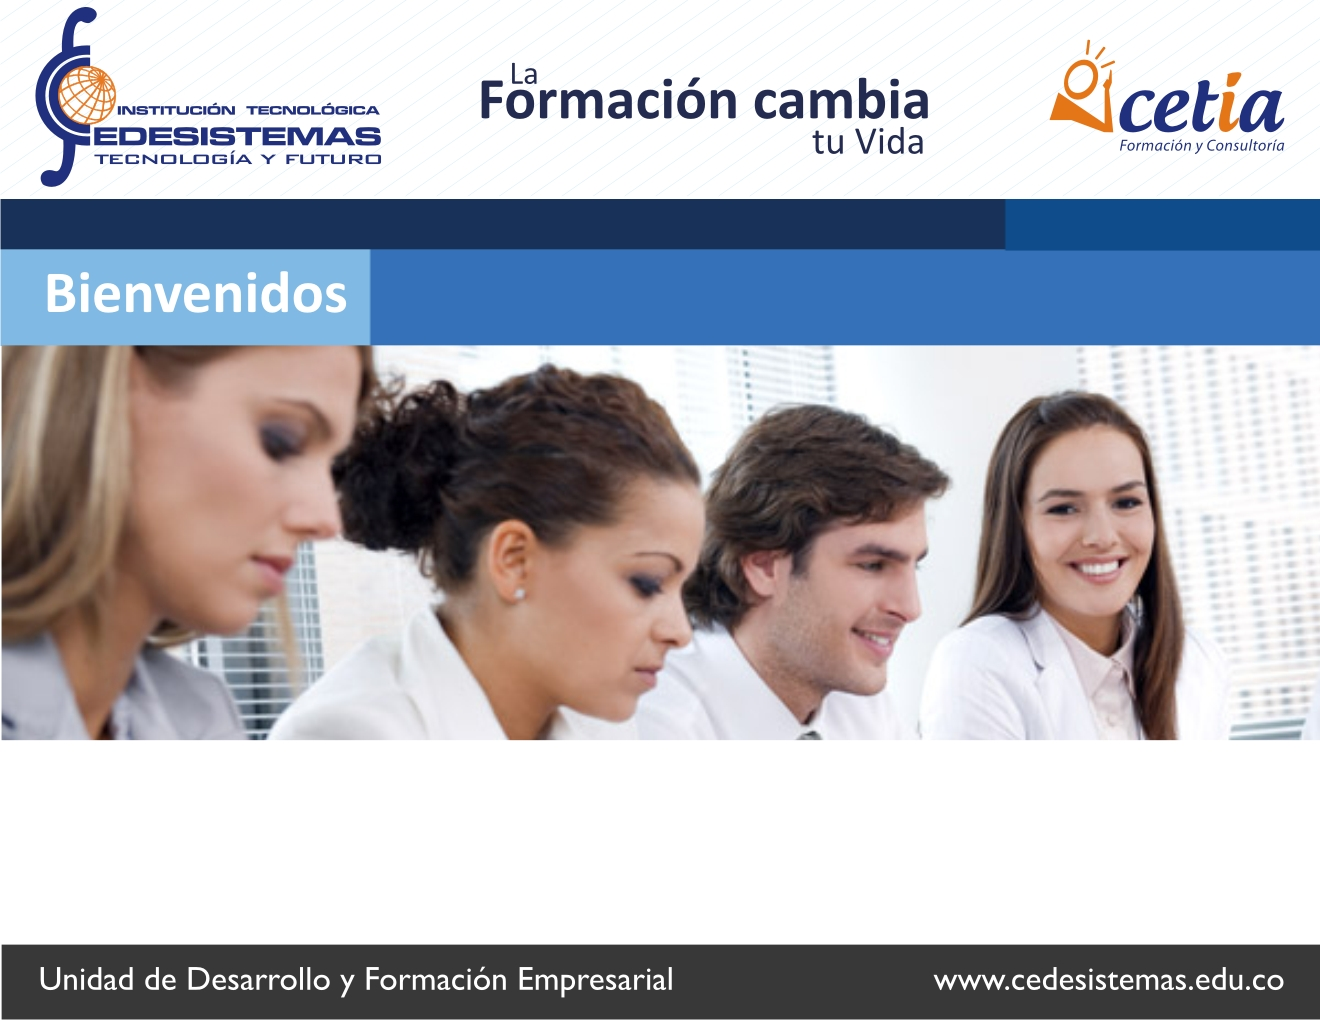 INSTITUCIÓN TECNOLÓGICA
CEDESISTEMAS
TECNOLOGÍA Y FUTURO
La
Formación cambia
tu Vida
cetia
Formación y Consultoría
Bienvenidos
Unidad de Desarrollo y Formación Empresarial
www.cedesistemas.edu.co